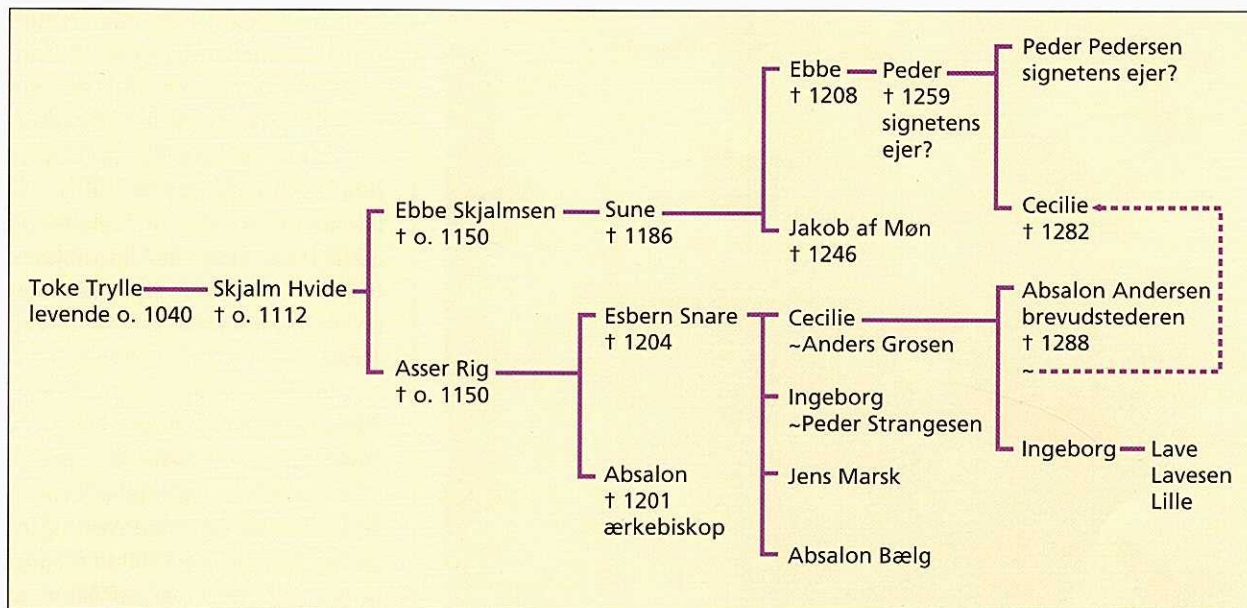 Toke Trylle
levende o. 1040
Skjalm Hvide
† o. 1112
Ebbe Skjalmsen
† o. 1150
Asser Rig
† o. 1150
Sune
† 1186
Esbern Snare
† 1204
Absalon
† 1201
ærkebiskop
Ebbe
† 1208
Jakob af Møn
† 1246
Cecilie
~Anders Grosen
Ingeborg
~Peder Strangesen
Jens Marsk
Absalon Bælg
Peder
† 1259
signetens
ejer?
Peder Pedersen
signetens ejer?
Cecilie
† 1282
Absalon Andersen
brevudstederen
† 1288
~
Ingeborg
Lave
Lavesen
Lille